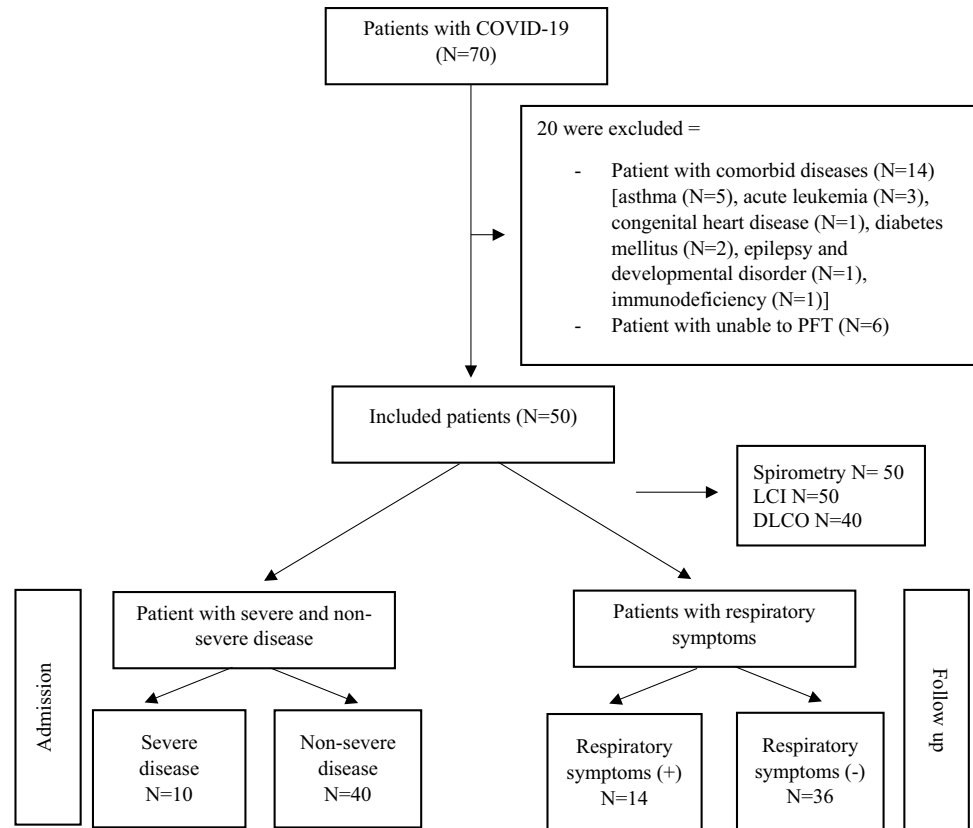 Patients with COVID-19
(N=70)
20 were excluded =
- Patient with comorbid diseases (N=14)
[asthma (N=5), acute leukemia (N=3),
congenital heart disease (N=1), diabetes
mellitus (N=2), epilepsy and
developmental disorder (N=1),
immunodeficiency (N=1)]
- Patient with unable to PFT (N=6)
Included patients (N=50)
Spirometry N= 50
LCI N=50
DLCO N=40
Admission
Patient with severe and non-
severe disease
Patients with respiratory
symptoms
Follow up
Severe
disease
N=10
Non-severe
disease
N=40
Respiratory
symptoms (+)
N=14
Respiratory
symptoms (-)
N=36